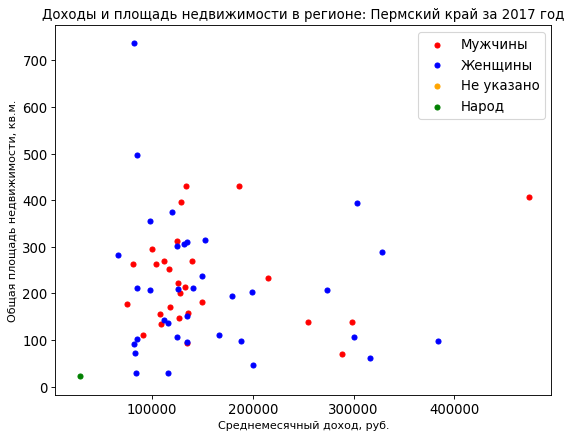 Доходы и площадь недвижимости в регионе: Пермский край за 2017 год
Мужчины
Женщины
Не указано
Народ
Общая площадь недвижимости, кв.м.
700
600
500
400
300
200
100
0
100000 200000 300000 400000
Среднемесячный доход, руб.